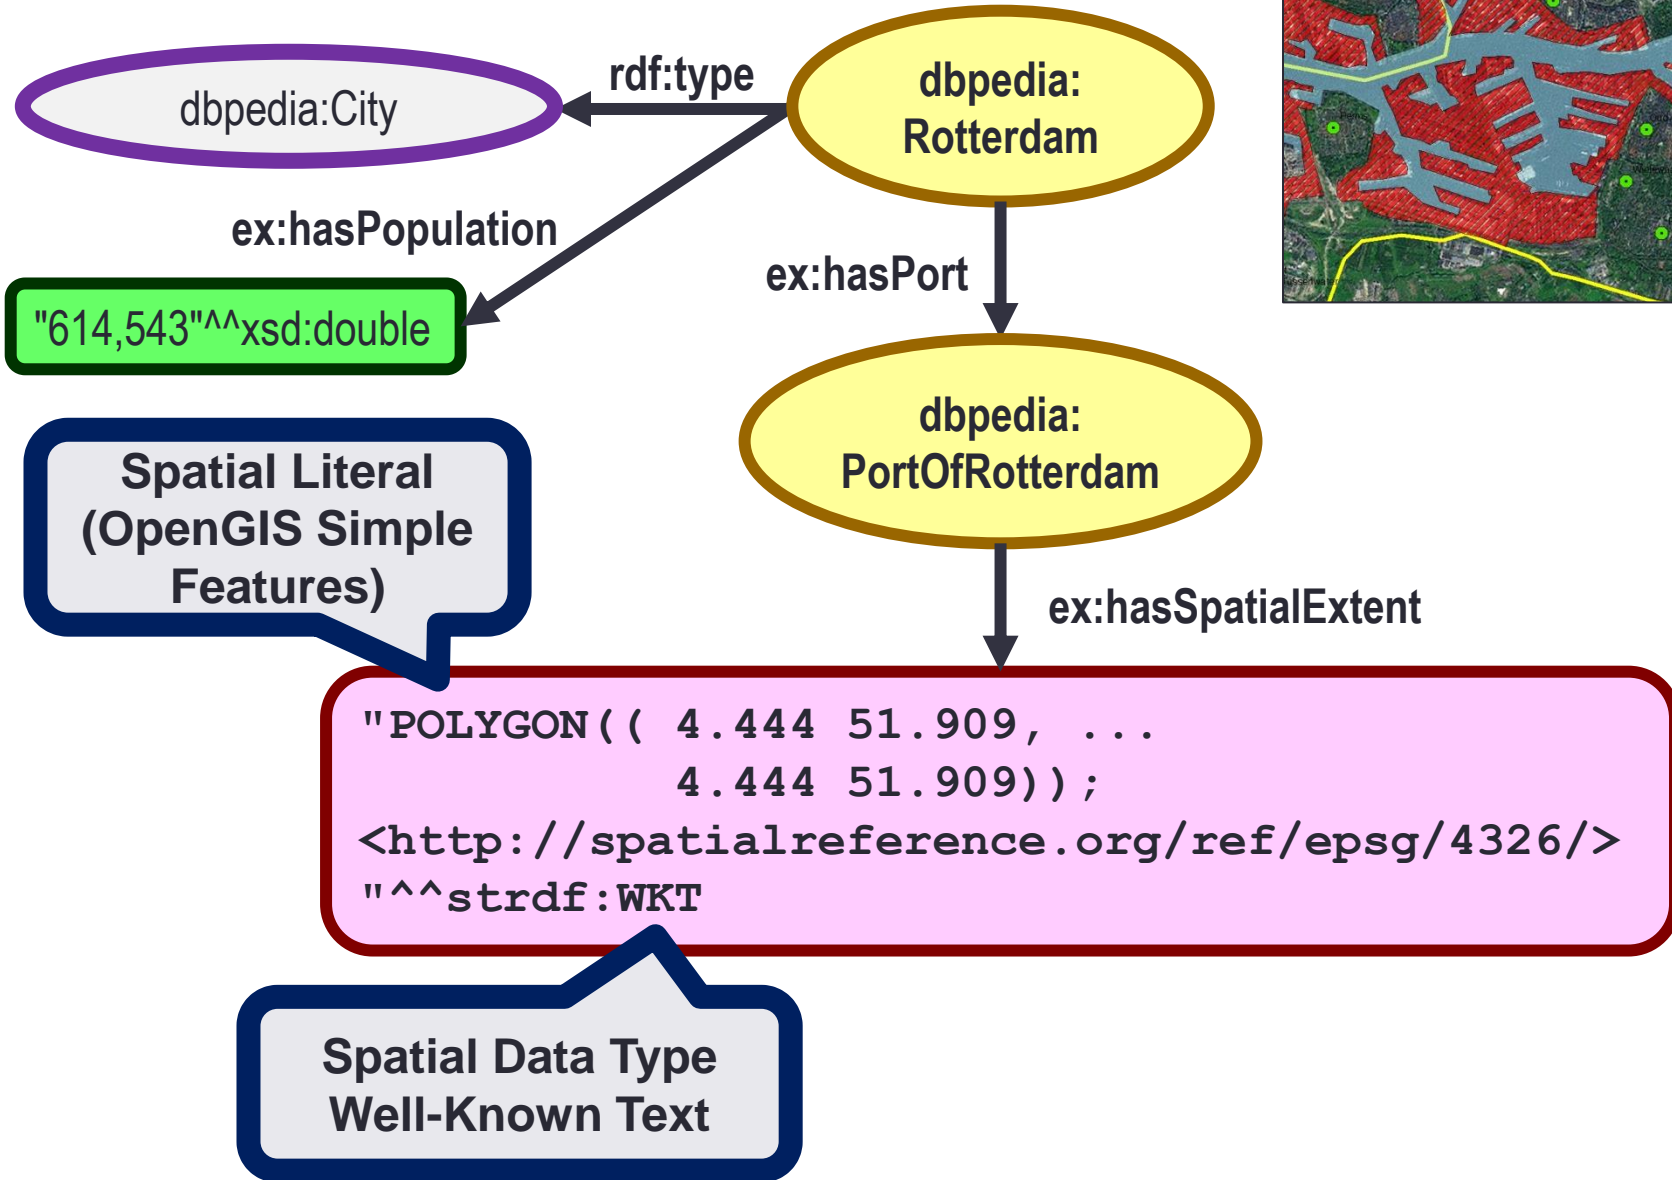 rdf:type
dbpedia:City
dbpedia:
Rotterdam
ex:hasPopulation
ex:hasPort
"614,543"^^xsd:double
dbpedia:
PortOfRotterdam
Spatial Literal
(OpenGIS Simple
Features)
ex:hasSpatialExtent
"POLYGON(( 4.444 51.909, ...
4.444 51.909));
<http://spatialreference.org/ref/epsg/4326/>
"^^strdf:WKT
Spatial Data Type
Well-Known Text